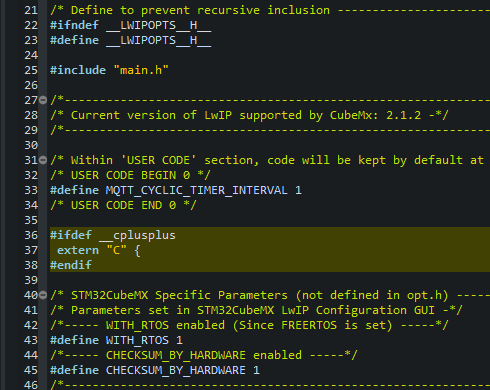 21 /* Define to prevent recursive inclusion -------------------------------------
22 #ifndef __LWIPOPTS__H__
23 #define __LWIPOPTS__H__
24
25 #include "main.h"
26
27 /*-----------------------------------------------------------------------------
28 /* Current version of LwIP supported by CubeMx: 2.1.2 -*/
29 /*-----------------------------------------------------------------------------
30
31 /* Within 'USER CODE' section, code will be kept by default at
32 /* USER CODE BEGIN 0 */
33 #define MQTT_CYCLIC_TIMER_INTERVAL 1
34 /* USER CODE END 0 */
35
36 #ifdef __cplusplus
37  extern "C" {
38 #endif
39
40 /* STM32CubeMX Specific Parameters (not defined in opt.h) -----
41 /* Parameters set in STM32CubeMX LwIP Configuration GUI -*/
42 /*----- WITH_RTOS enabled (Since FREERTOS is set) -----*/
43 #define WITH_RTOS 1
44 /*----- CHECKSUM_BY_HARDWARE enabled -----*/
45 #define CHECKSUM_BY_HARDWARE 1
46 /*-----------------------------------------------------------------------------